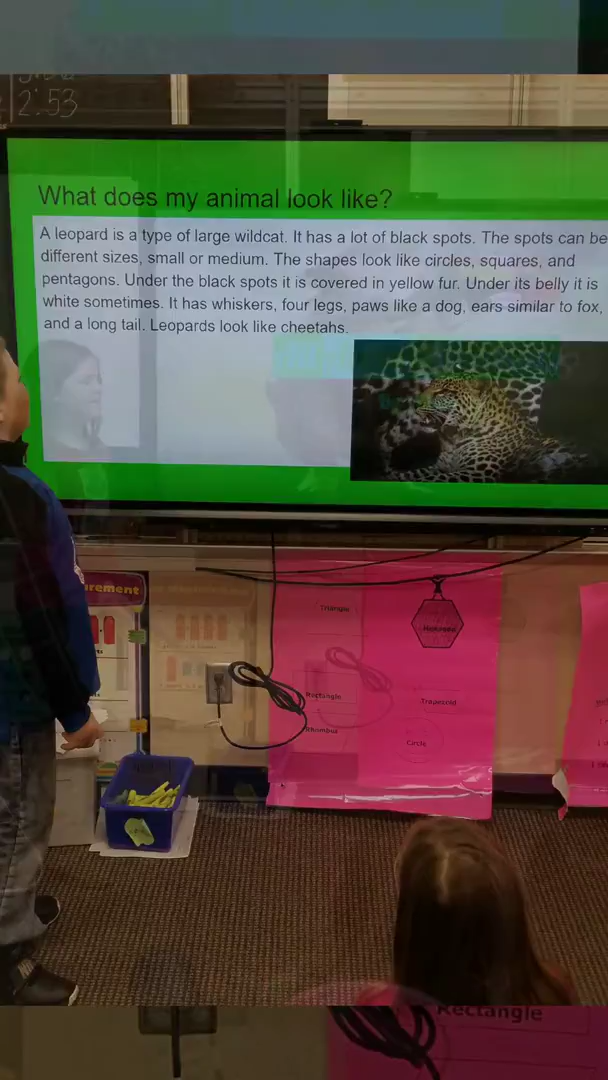 2:53
What does my animal look like?
A leopard is a type of large wildcat. It has a lot of black spots. The spots can be
different sizes, small or medium. The shapes look like circles, squares, and
pentagons. Under the black spots it is covered in yellow fur. Under its belly it is
white sometimes. It has whiskers, four legs, paws like a dog, ears similar to fox,
and a long tail. Leopards look like cheetahs.
urement
Triangle
Hexagon
Rectangle
Trapezoid
Rhombus
Circle
Rectangle